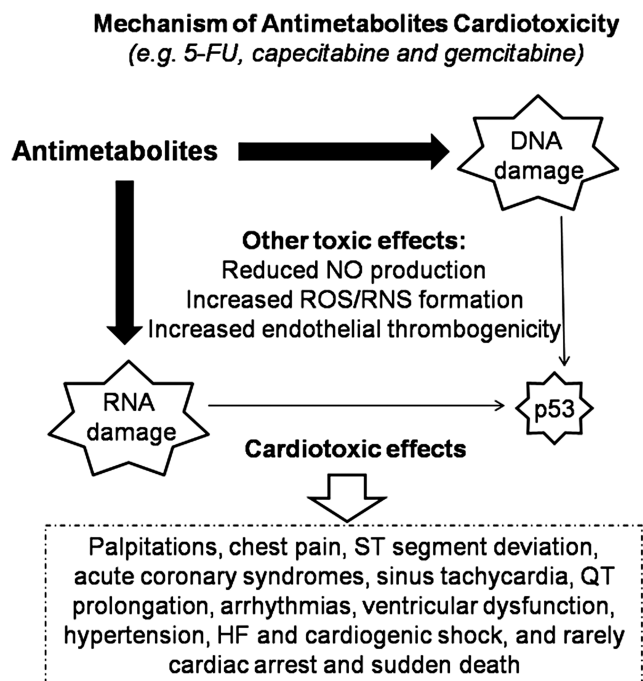 Mechanism of Antimetabolites Cardiotoxicity
(e.g. 5-FU, capecitabine and gemcitabine)
Antimetabolites
DNA
damage
Other toxic effects:
Reduced NO production
Increased ROS/RNS formation
Increased endothelial thrombogenicity
RNA
damage
p53
Cardiotoxic effects
Palpitations, chest pain, ST segment deviation,
acute coronary syndromes, sinus tachycardia, QT
prolongation, arrhythmias, ventricular dysfunction,
hypertension, HF and cardiogenic shock, and rarely
cardiac arrest and sudden death